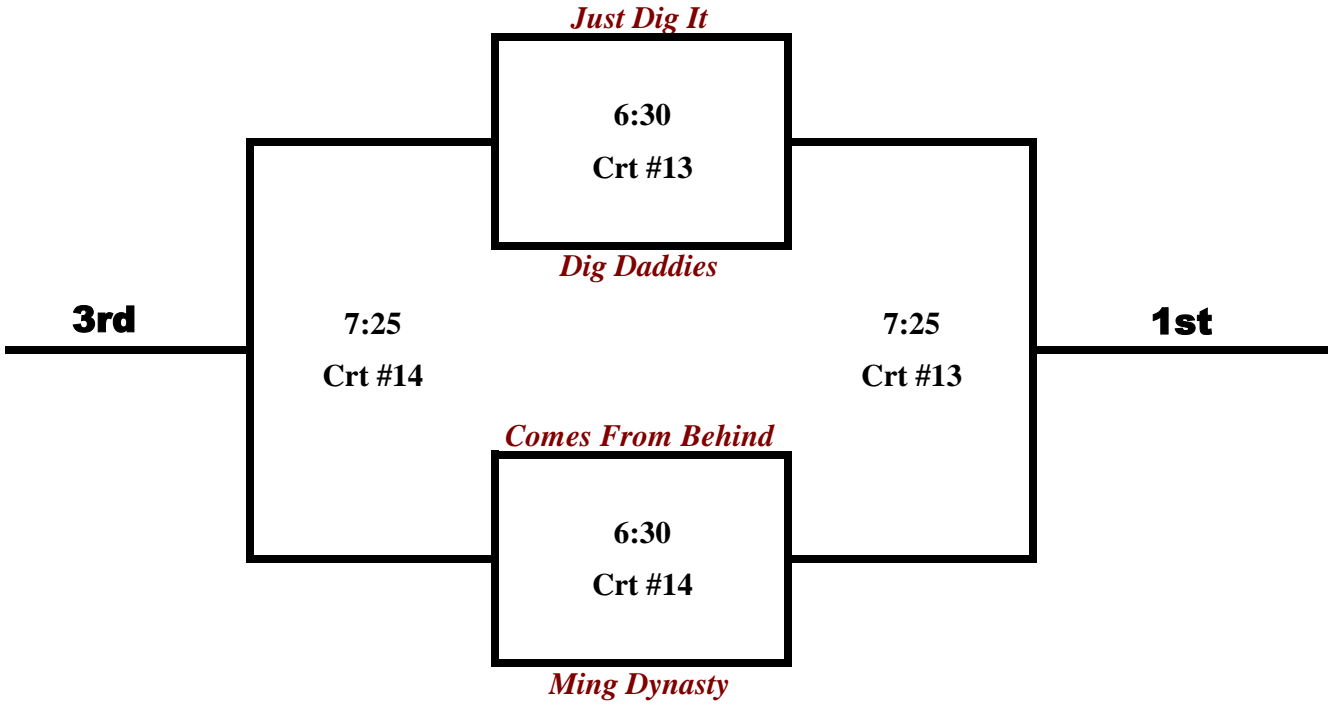 Just Dig It
6:30
Crt #13
Dig Daddies
3rd
7:25
Crt #14
7:25
Crt #13
1st
Comes From Behind
6:30
Crt #14
Ming Dynasty